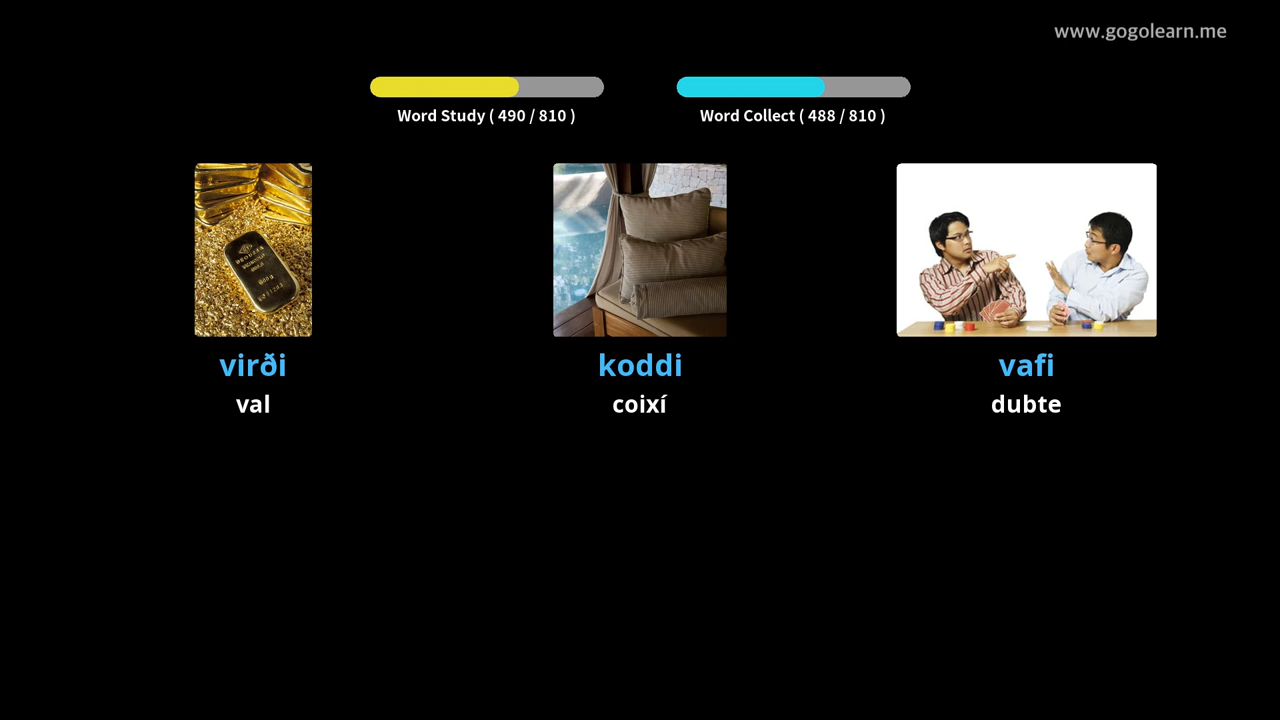 www.gogolearn.me
Word Study ( 490 / 810 )
Word Collect ( 488 / 810 )
virði
koddi
vafi
val
coixí
dubte